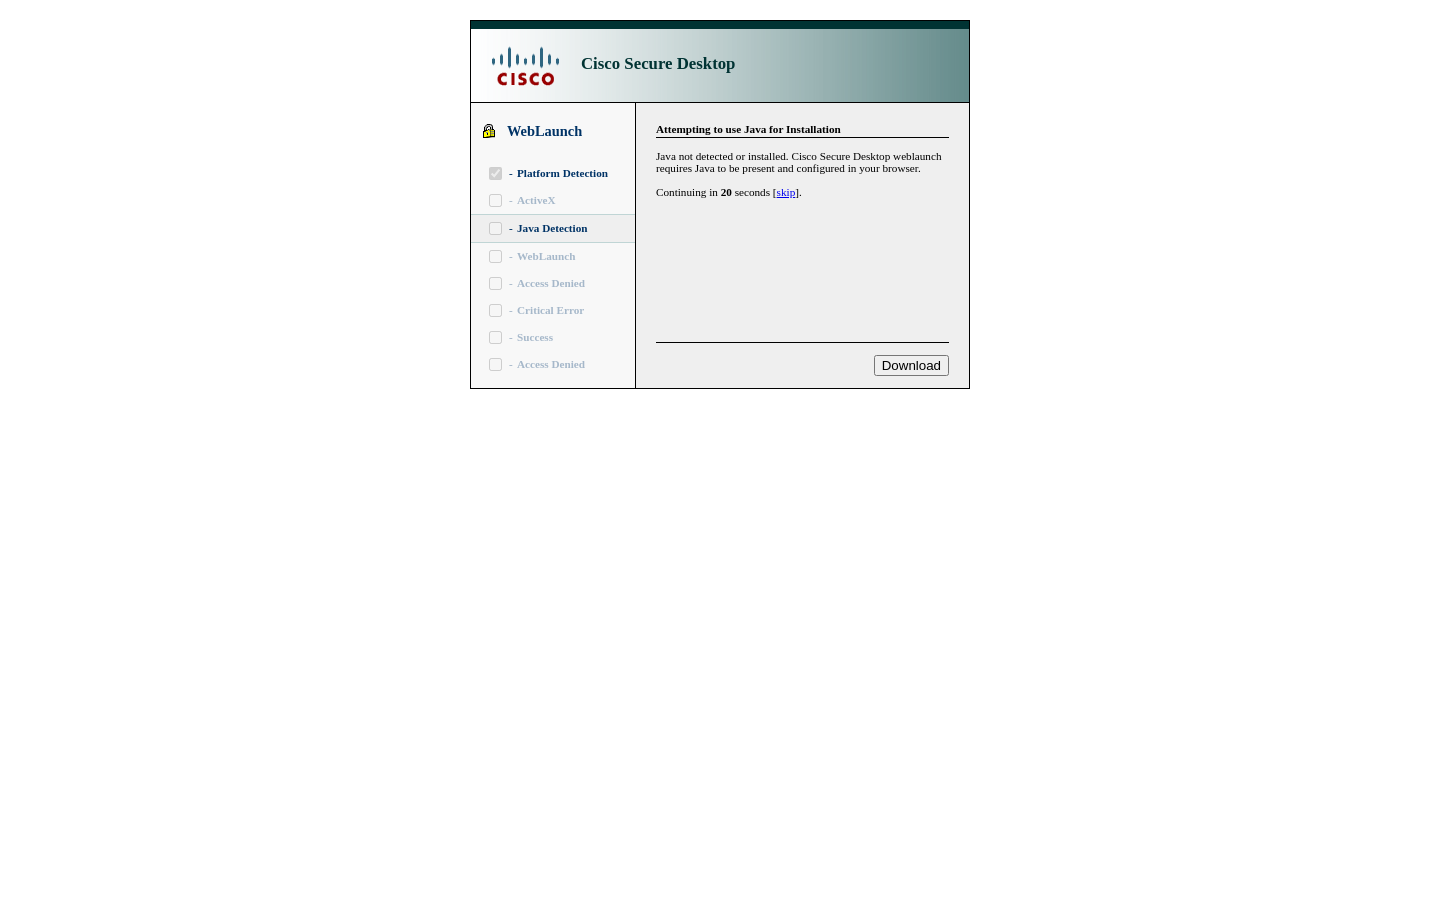 CISCO
Cisco Secure Desktop
WebLaunch
- Platform Detection
- ActiveX
- Java Detection
- WebLaunch
- Access Denied
- Critical Error
- Success
- Access Denied
Attempting to use Java for Installation
Java not detected or installed. Cisco Secure Desktop weblaunch
requires Java to be present and configured in your browser.
Continuing in 20 seconds [skip].
Download